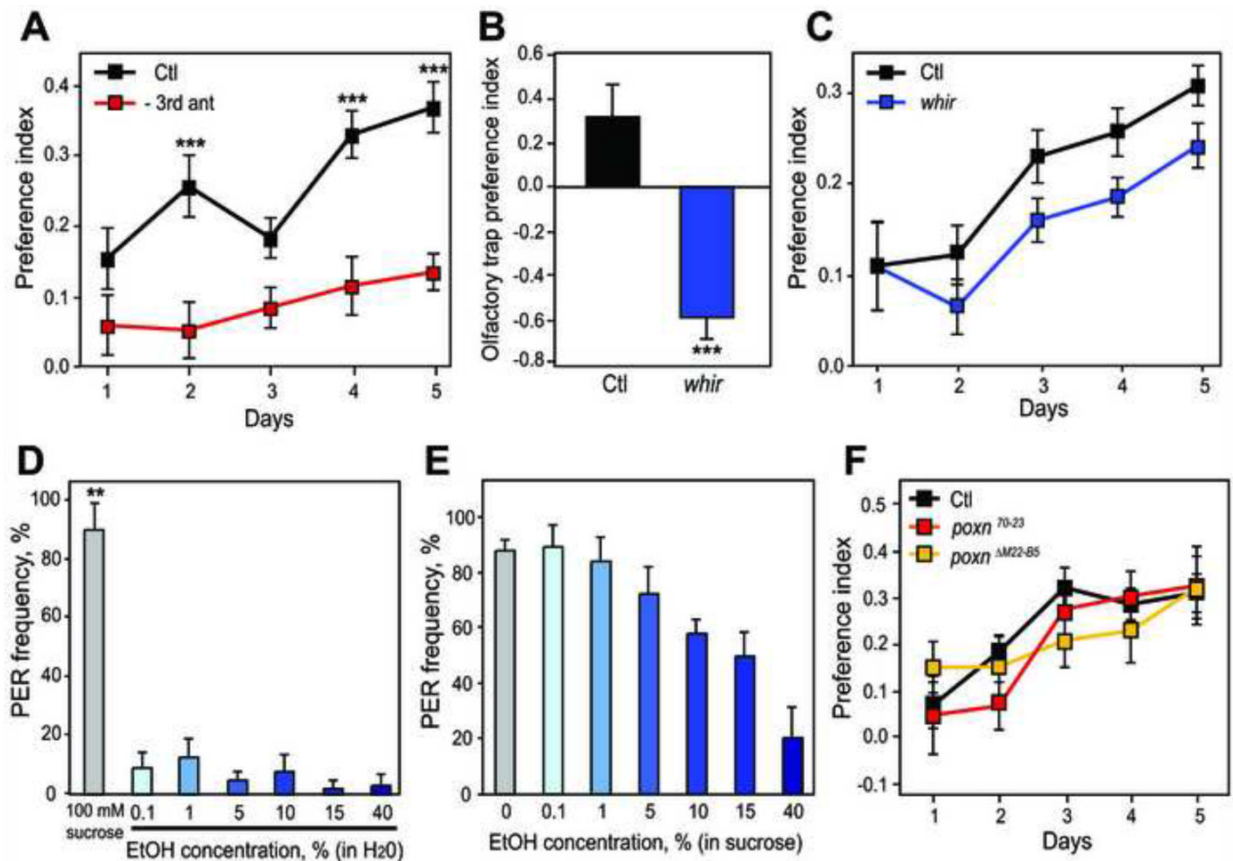 A
Preference index
0.4
0.3
0.2
0.1
0.0
Ctl
- 3rd ant
***
***
***
1 2 3 4 5
Days
B
Olfactory trap preference index
0.6
0.4
0.2
0.0
-0.2
-0.4
-0.6
-0.8
***
Ctl whir
C
Preference index
0.3
0.2
0.1
0.0
Ctl
whir
1 2 3 4 5
Days
D
PER frequency, %
100
80
60
40
20
0
**
100 mM sucrose
0.1 1 5 10 15 40
EtOH concentration, % (in H20)
E
PER frequency, %
100
80
60
40
20
0
0 0.1 1 5 10 15 40
EtOH concentration, % (in sucrose)
F
Preference index
0.5
0.4
0.3
0.2
0.1
0.0
-0.1
Ctl
poxn 70-23
poxn ΔM22-B5
1 2 3 4 5
Days